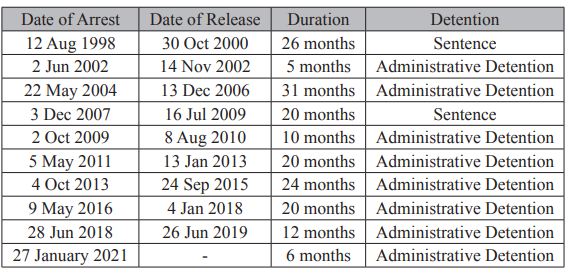 Date of Arrest Date of Release Duration Detention
12 Aug 1998 30 Oct 2000 26 months Sentence
2 Jun 2002 14 Nov 2002 5 months Administrative Detention
22 May 2004 13 Dec 2006 31 months Administrative Detention
3 Dec 2007 16 Jul 2009 20 months Sentence
2 Oct 2009 8 Aug 2010 10 months Administrative Detention
5 May 2011 13 Jan 2013 20 months Administrative Detention
4 Oct 2013 24 Sep 2015 24 months Administrative Detention
9 May 2016 4 Jan 2018 20 months Administrative Detention
28 Jun 2018 26 Jun 2019 12 months Administrative Detention
27 January 2021 - 6 months Administrative Detention